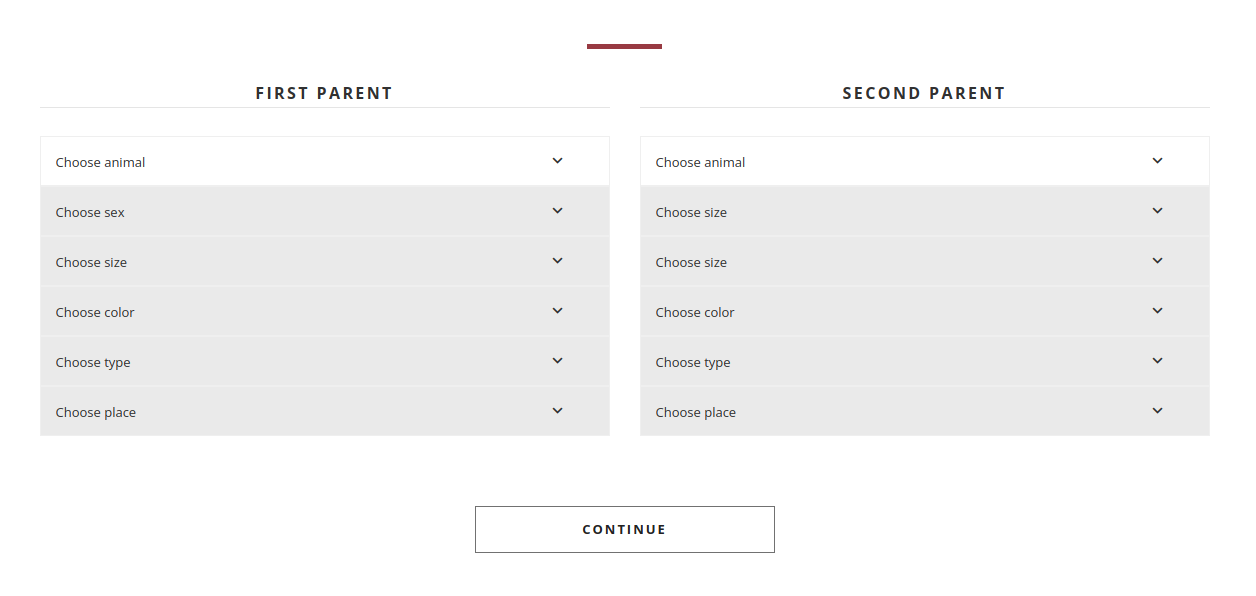 FIRST PARENT
Choose animal
Choose sex
Choose size
Choose color
Choose type
Choose place
SECOND PARENT
Choose animal
Choose size
Choose size
Choose color
Choose type
Choose place
CONTINUE